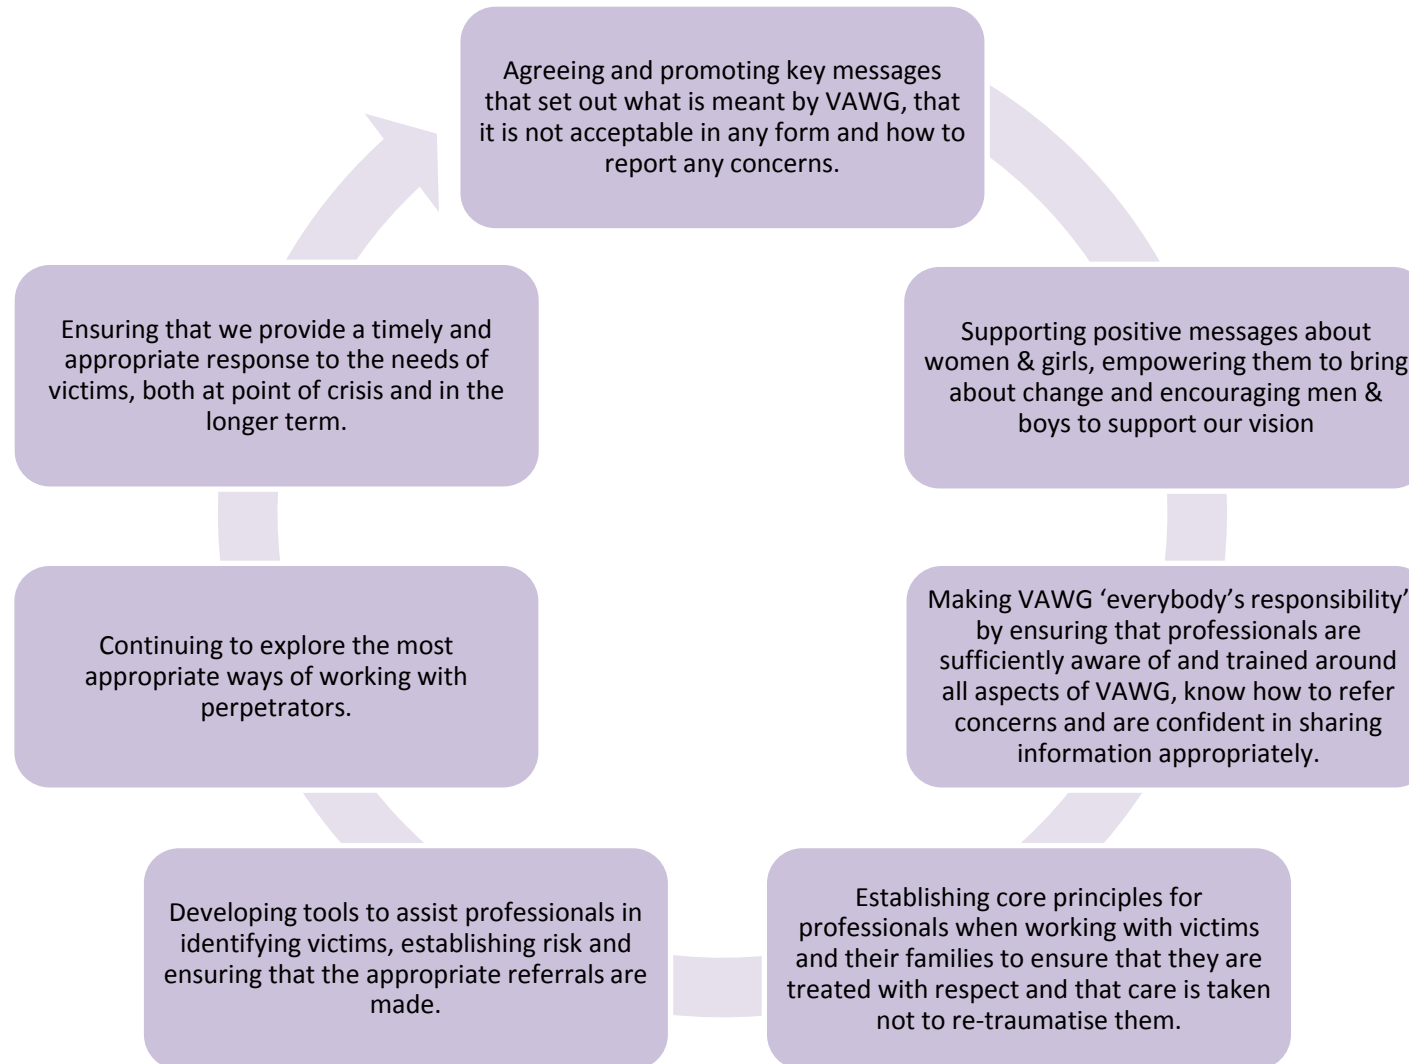 Agreeing and promoting key messages
that set out what is meant by VAWG, that
it is not acceptable in any form and how to
report any concerns.
Supporting positive messages about
women & girls, empowering them to bring
about change and encouraging men &
boys to support our vision
Making VAWG ‘everybody’s responsibility’
by ensuring that professionals are
sufficiently aware of and trained around
all aspects of VAWG, know how to refer
concerns and are confident in sharing
information appropriately.
Establishing core principles for
professionals when working with victims
and their families to ensure that they are
treated with respect and that care is taken
not to re-traumatise them.
Developing tools to assist professionals in
identifying victims, establishing risk and
ensuring that the appropriate referrals are
made.
Continuing to explore the most
appropriate ways of working with
perpetrators.
Ensuring that we provide a timely and
appropriate response to the needs of
victims, both at point of crisis and in the
longer term.